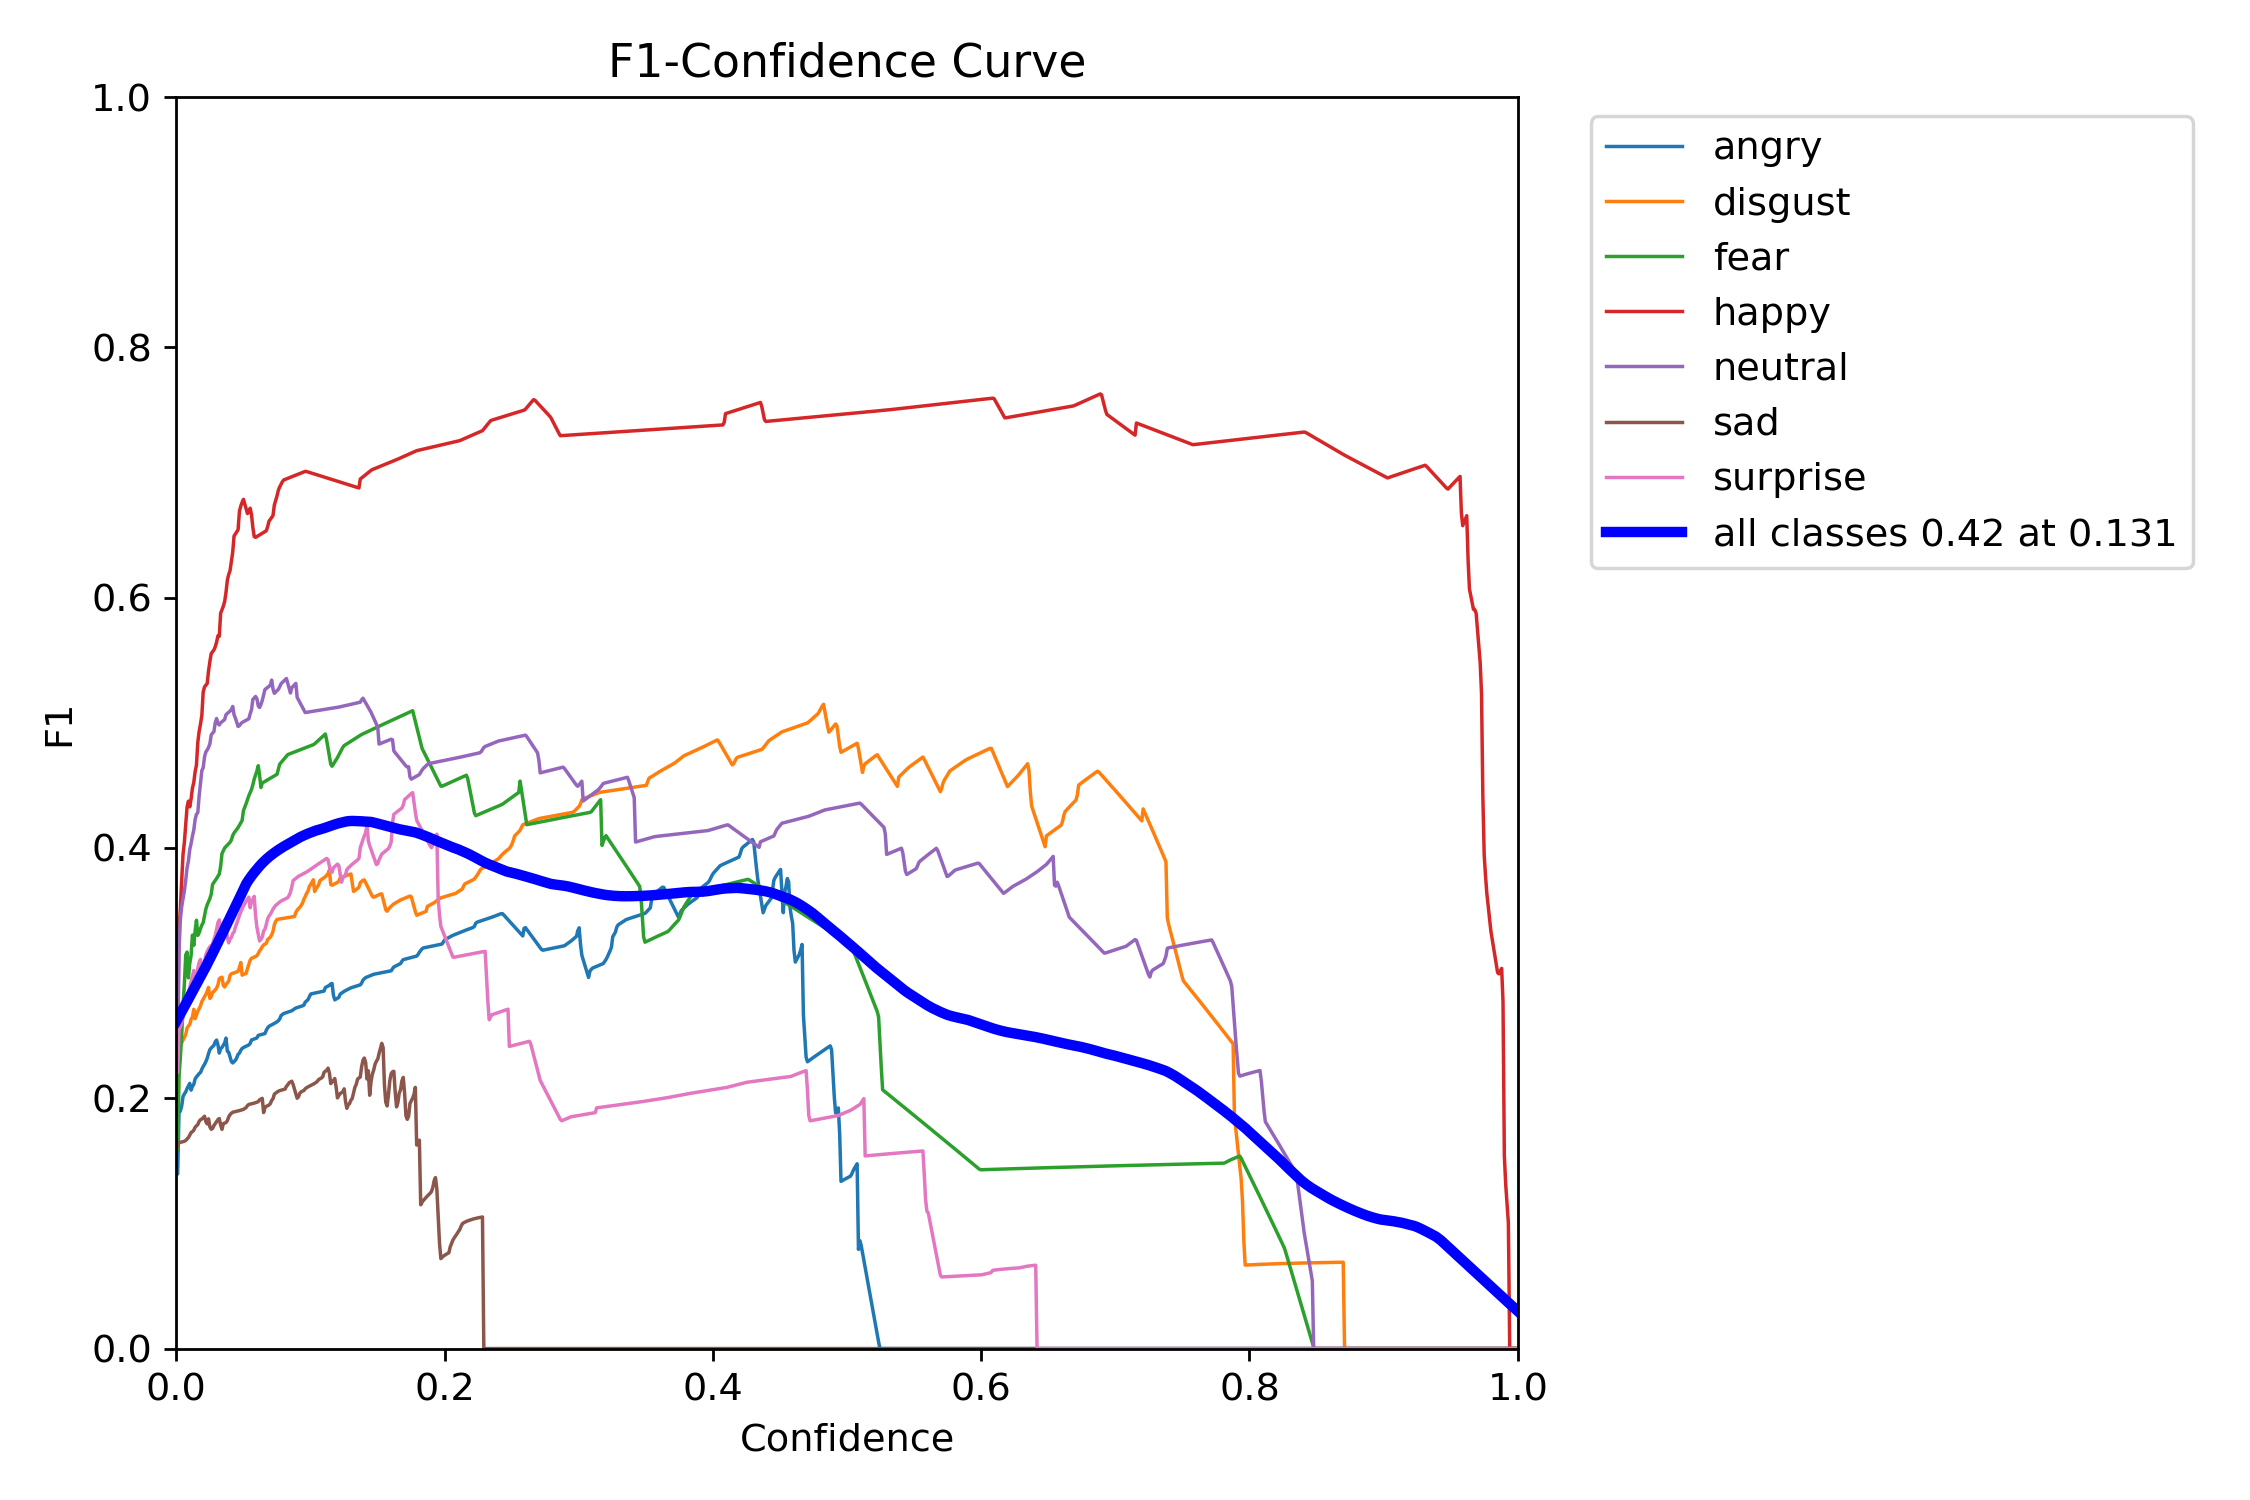 F1-Confidence Curve
1.0
0.8
0.6
0.4
0.2
0.0
F1
0.0 0.2 0.4 0.6 0.8 1.0
Confidence
angry
disgust
fear
happy
neutral
sad
surprise
all classes 0.42 at 0.131